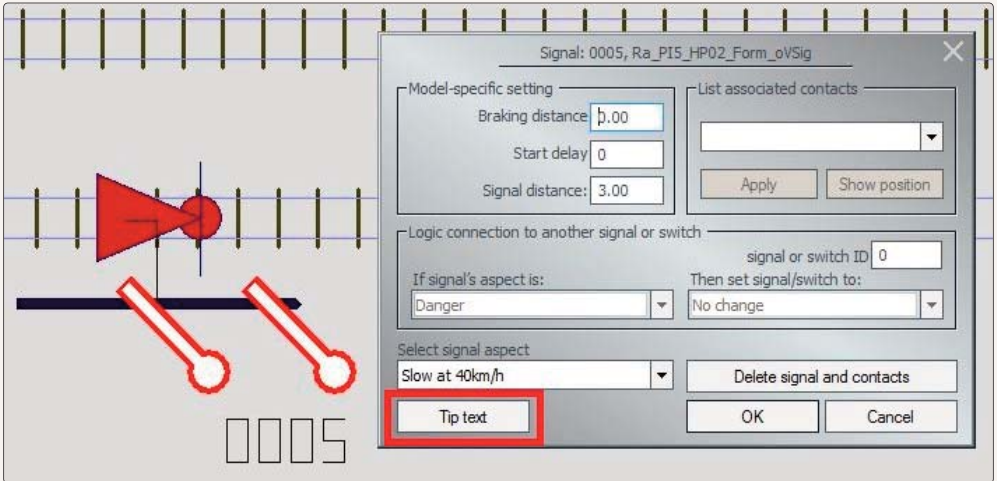 Signal: 0005, Ra_PI5_HP02_Form_oVSig
Model-specific setting
Braking distance 0.00
Start delay 0
Signal distance: 3.00
List associated contacts
Apply Show position
Logic connection to another signal or switch
signal or switch ID 0
If signal's aspect is: Then set signal/switch to:
Danger No change
Select signal aspect
Slow at 40km/h
Delete signal and contacts
Tip text OK Cancel
0005